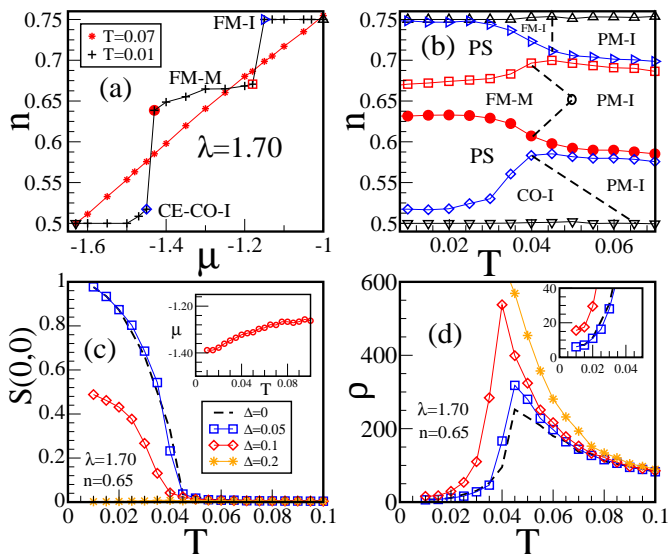 0.75
0.7
0.65
0.6
0.55
0.5
n
T=0.07
T=0.01
FM-I
FM-M
(a)
λ=1.70
CE-CO-I
-1.6
-1.4
-1.2
-1
μ
0.75
0.7
0.65
0.6
0.55
0.5
n
(b)
PS
FM-I
PM-I
FM-M
PM-I
PS
CO-I
PM-I
0.02
0.04
0.06
T
1
0.8
0.6
0.4
0.2
0
S(0,0)
(c)
-1.20
μ
-1.40
0.04
0.08
T
Δ=0
Δ=0.05
Δ=0.1
Δ=0.2
λ=1.70
n=0.65
0
0.02
0.04
0.06
0.08
0.1
T
600
400
200
0
ρ
40
20
0
0.02
0.04
(d)
λ=1.70
n=0.65
0
0.02
0.04
0.06
0.08
0.1
T